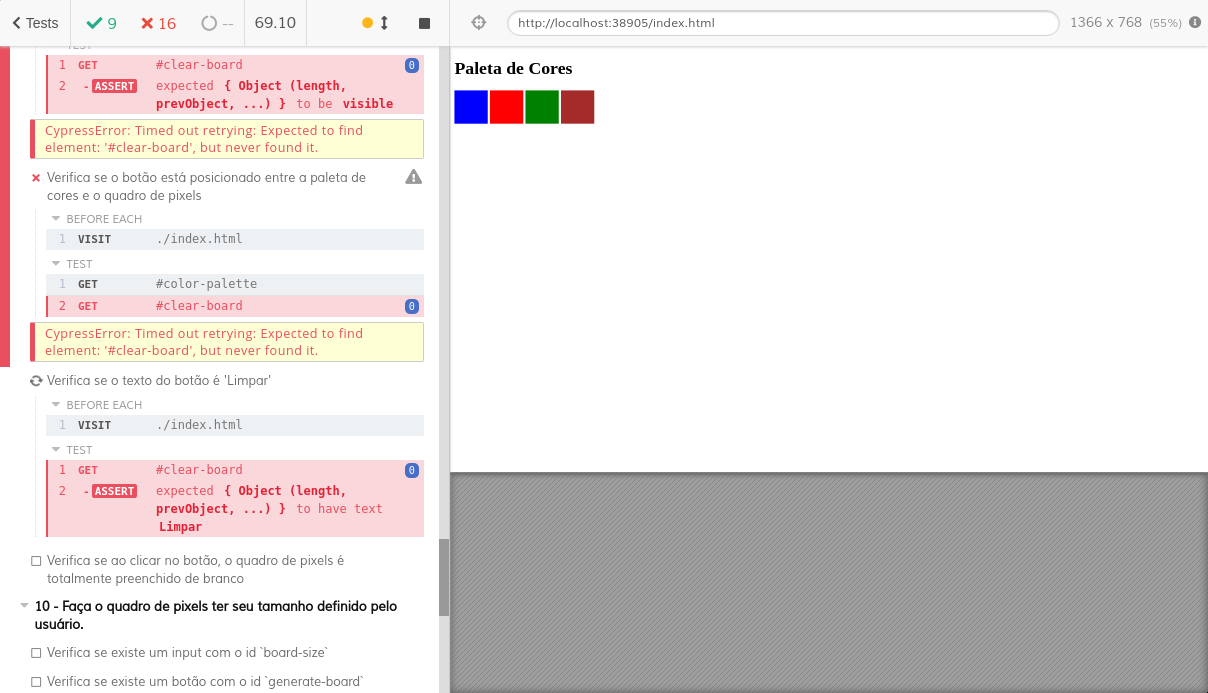 Tests 9 16 -- 69.10
http://localhost:38905/index.html 1366 x 768 (55%)
TEST
1 GET #clear-board 0
2 -ASSERT expected { Object (length,
prevObject, ...) } to be visible
CypressError: Timed out retrying: Expected to find
element: '#clear-board', but never found it.
Verifica se o botão está posicionado entre a paleta de
cores e o quadro de pixels
BEFORE EACH
1 VISIT ./index.html
TEST
1 GET #color-palette
2 GET #clear-board 0
CypressError: Timed out retrying: Expected to find
element: '#clear-board', but never found it.
Verifica se o texto do botão é 'Limpar'
BEFORE EACH
1 VISIT ./index.html
TEST
1 GET #clear-board 0
2 -ASSERT expected { Object (length,
prevObject, ...) } to have text
Limpar
Verifica se ao clicar no botão, o quadro de pixels é
totalmente preenchido de branco
10 - Faça o quadro de pixels ter seu tamanho definido pelo
usuário.
Verifica se existe um input com o id `board-size`
Verifica se existe um botão com o id `generate-board`
Paleta de Cores